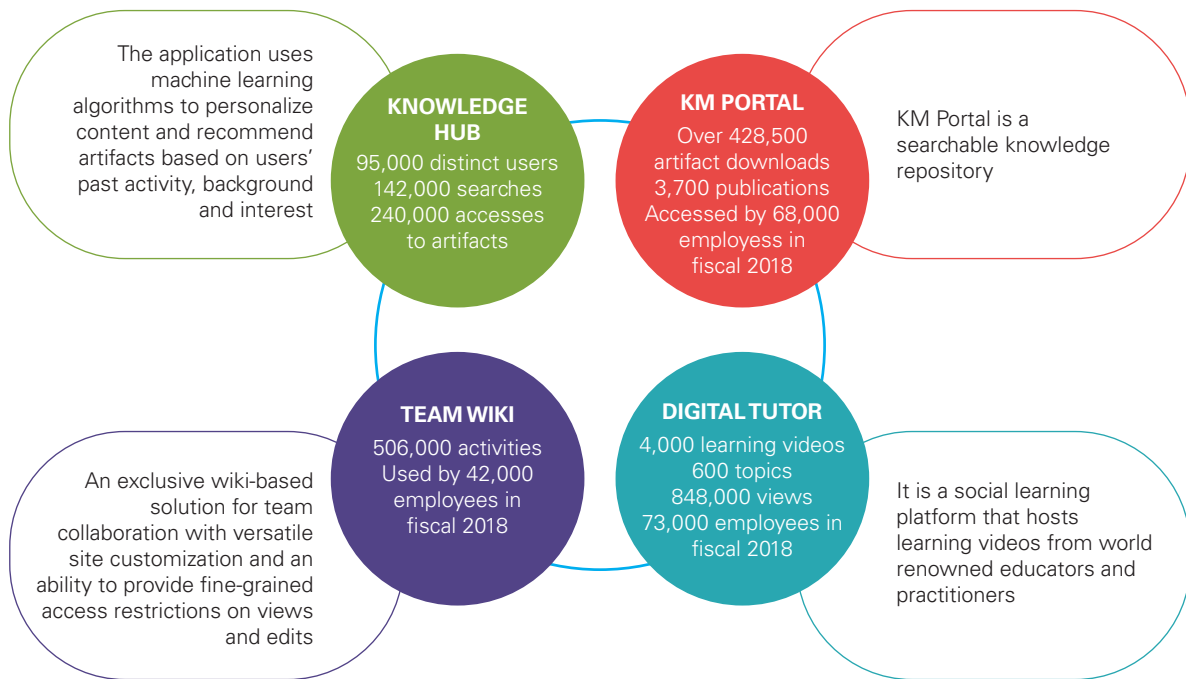 The application uses
machine learning
algorithms to personalize
content and recommend
artifacts based on users'
past activity, background
and interest
KNOWLEDGE
HUB
95,000 distinct users
142,000 searches
240,000 accesses
to artifacts
KM PORTAL
Over 428,500
artifact downloads
3,700 publications
Accessed by 68,000
employess in
fiscal 2018
KM Portal is a
searchable knowledge
repository
An exclusive wiki-based
solution for team
collaboration with versatile
site customization and an
ability to provide fine-grained
access restrictions on views
and edits
TEAM WIKI
506,000 activities
Used by 42,000
employees in
fiscal 2018
DIGITAL TUTOR
4,000 learning videos
600 topics
848,000 views
73,000 employees in
fiscal 2018
It is a social learning
platform that hosts
learning videos from world
renowned educators and
practitioners